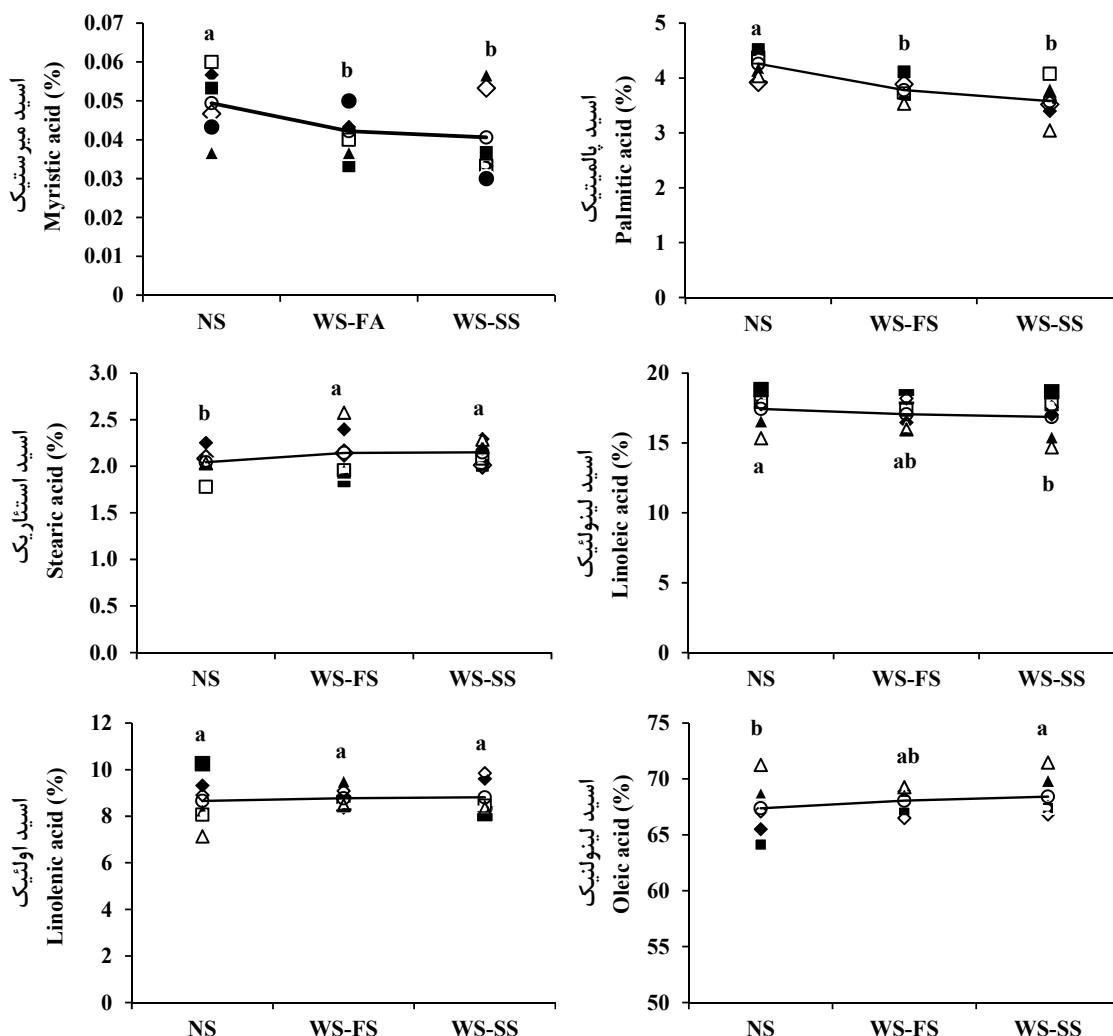 اسید میرستیک
Myristic acid (%)
0.07
0.06
0.05
0.04
0.03
0.02
0.01
0
a
b
b
NS
WS-FA
WS-SS
اسید پالمیتیک
Palmitic acid (%)
5
4
3
2
1
0
a
b
b
NS
WS-FS
WS-SS
اسید استئاریک
Stearic acid (%)
3.0
2.5
2.0
1.5
1.0
0.5
0.0
b
a
a
NS
WS-FS
WS-SS
اسید لینولئیک
Linoleic acid (%)
20
15
10
5
0
a
ab
b
NS
WS-FS
WS-SS
اسید اولئیک
Linolenic acid (%)
12
10
8
6
4
2
0
a
a
a
NS
WS-FS
WS-SS
اسید لینولنیک
Oleic acid (%)
75
70
65
60
55
50
b
ab
a
NS
WS-FS
WS-SS